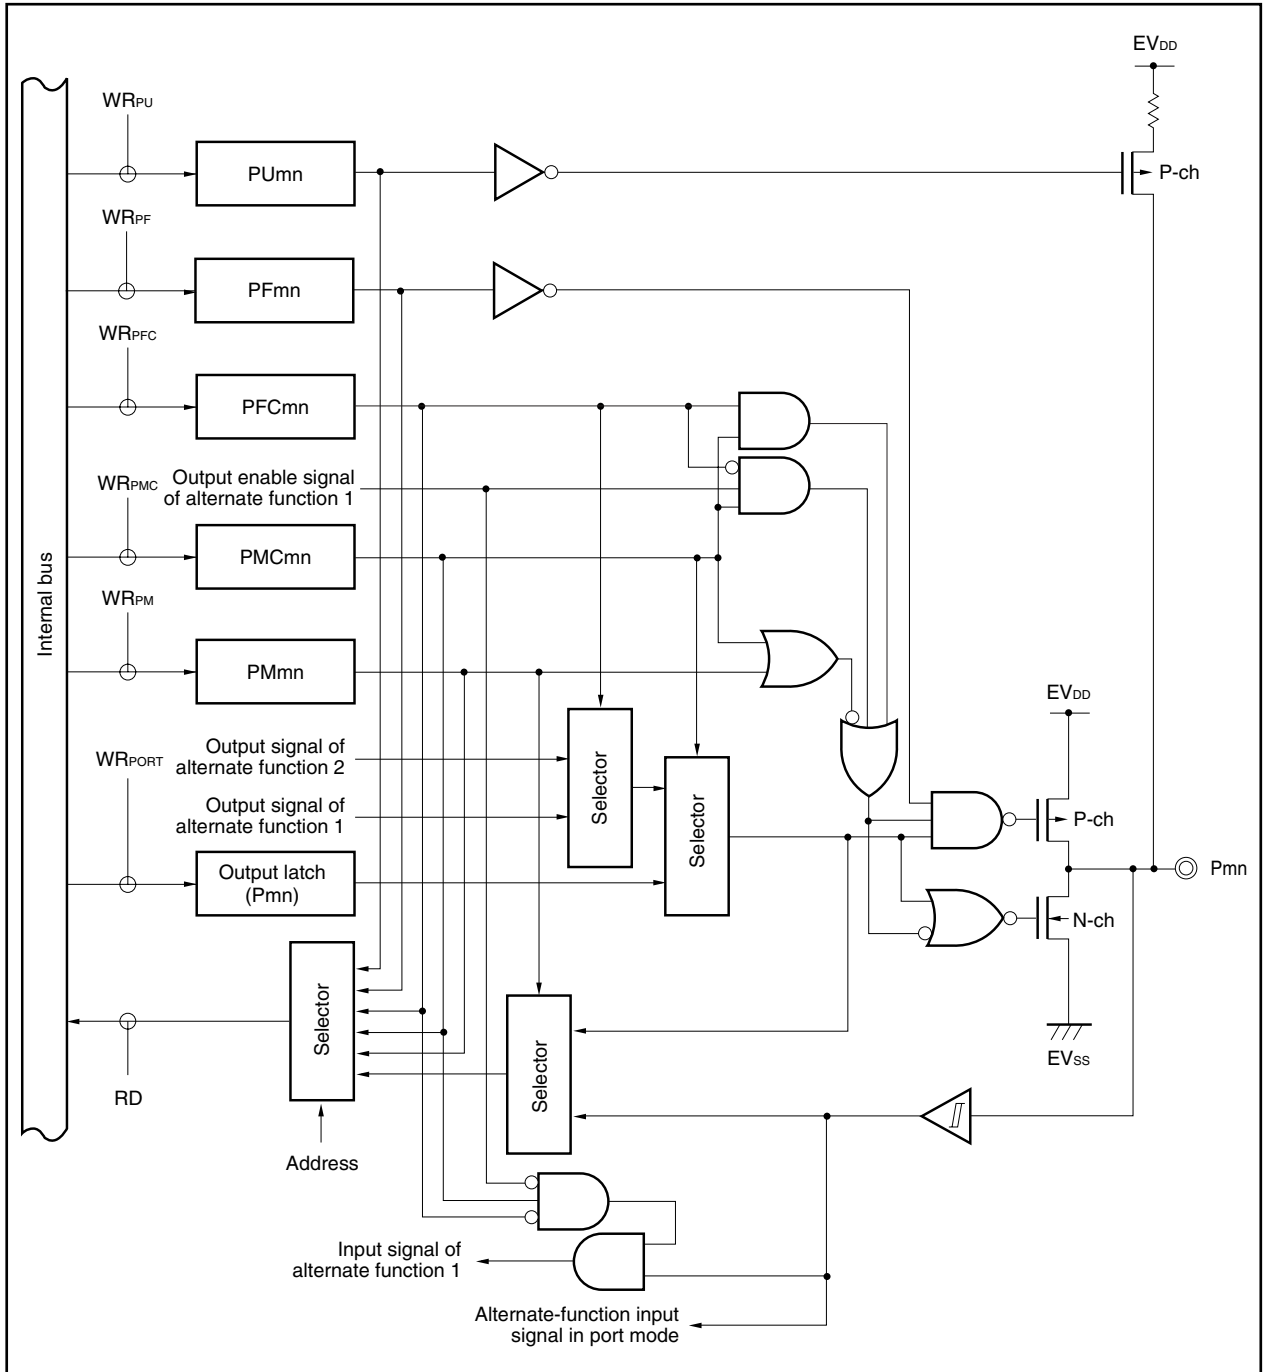 EVDD
WRPU
PUmn
P-ch
WRPF
PFmn
WRPFC
PFCmn
WRPMC
Output enable signal
of alternate function 1
PMCmn
Internal bus
WRPM
PMmn
EVDD
WRPORT
Output signal of
alternate function 2
Output signal of
alternate function 1
Selector
Selector
P-ch
Output latch
(Pmn)
Pmn
N-ch
Selector
Selector
EVSS
RD
Address
Input signal of
alternate function 1
Alternate-function input
signal in port mode